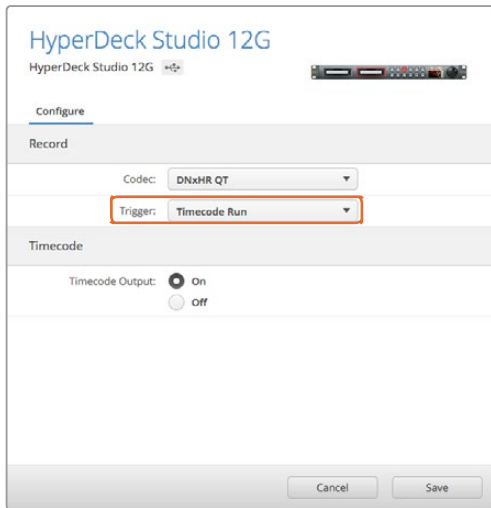 HyperDeck Studio 12G
HyperDeck Studio 12G
Configure
Record
Codec: DNxHR QT
Trigger: Timecode Run
Timecode
Timecode Output: On
Off
Cancel Save